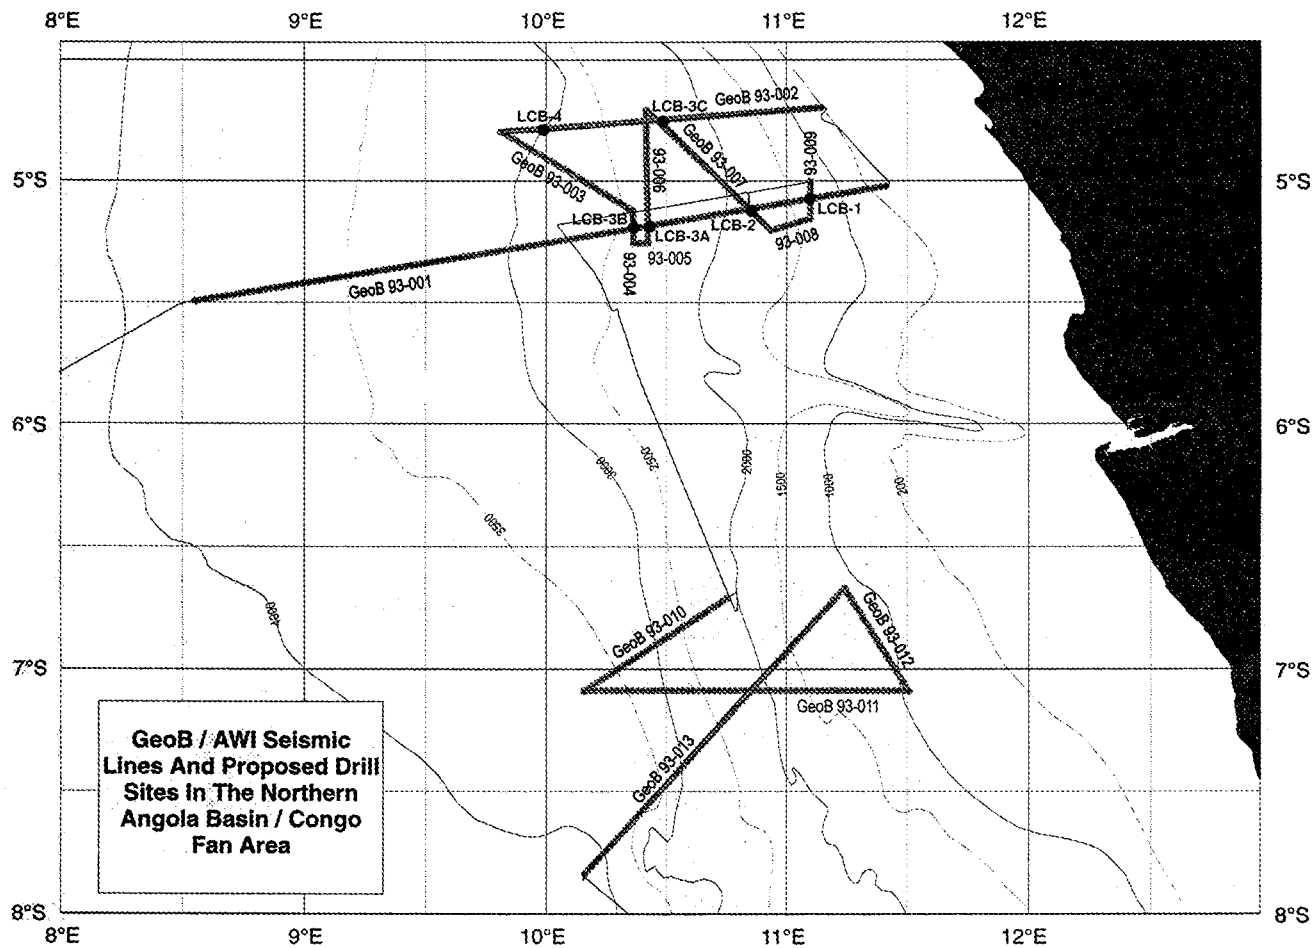 8°E 9°E 10°E 11°E 12°E
LCB-3C GeoB 93-002
LCB-4
GeoB 93-007
93-009
93-006
GeoB 93-003
5°S 5°S
LCB-3B LCB-3A LCB-2 LCB-1
93-008
93-005
93-004
GeoB 93-001
6°S 6°S
3000 2500 2000 1500 1000 200
3500
4000
GeoB 93-010
GeoB 93-012
7°S 7°S
GeoB 93-011
GeoB 93-013
GeoB / AWI Seismic
Lines And Proposed Drill
Sites In The Northern
Angola Basin / Congo
Fan Area
8°S 8°S
8°E 9°E 10°E 11°E 12°E